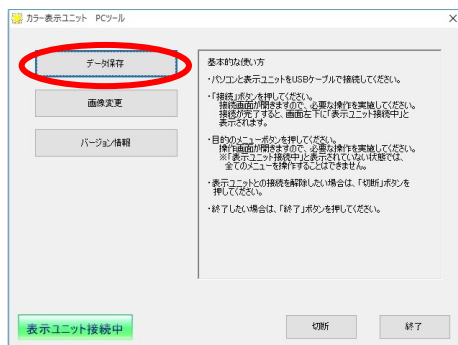 カラー表示ユニット PCツール
データ保存
画像変更
バージョン情報
基本的な使い方
・パソコンと表示ユニットをUSBケーブルで接続してください。
・「接続」ボタンを押してください。
接続画面が開きますので、必要な操作を実施してください。
接続が完了すると、画面左下に「表示ユニット接続中」と
表示されます。
・目的のメニューボタンを押してください。
操作画面が開きますので、必要な操作を実施してください。
※「表示ユニット接続中」と表示されていない状態では、
全てのメニューを操作することはできません。
・表示ユニットとの接続を解除したい場合は、「切断」ボタンを
押してください。
・終了したい場合は、「終了」ボタンを押してください。
表示ユニット接続中
切断
終了